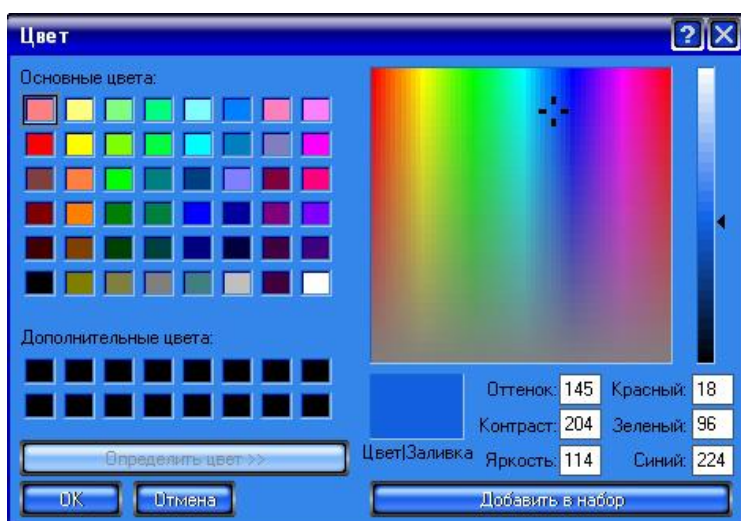 Цвет
Основные цвета:
Дополнительные цвета:
Определить цвет >>
OK
Отмена
Цвет|Заливка
Оттенок: 145
Контраст: 204
Яркость: 114
Красный: 18
Зеленый: 96
Синий: 224
Добавить в набор